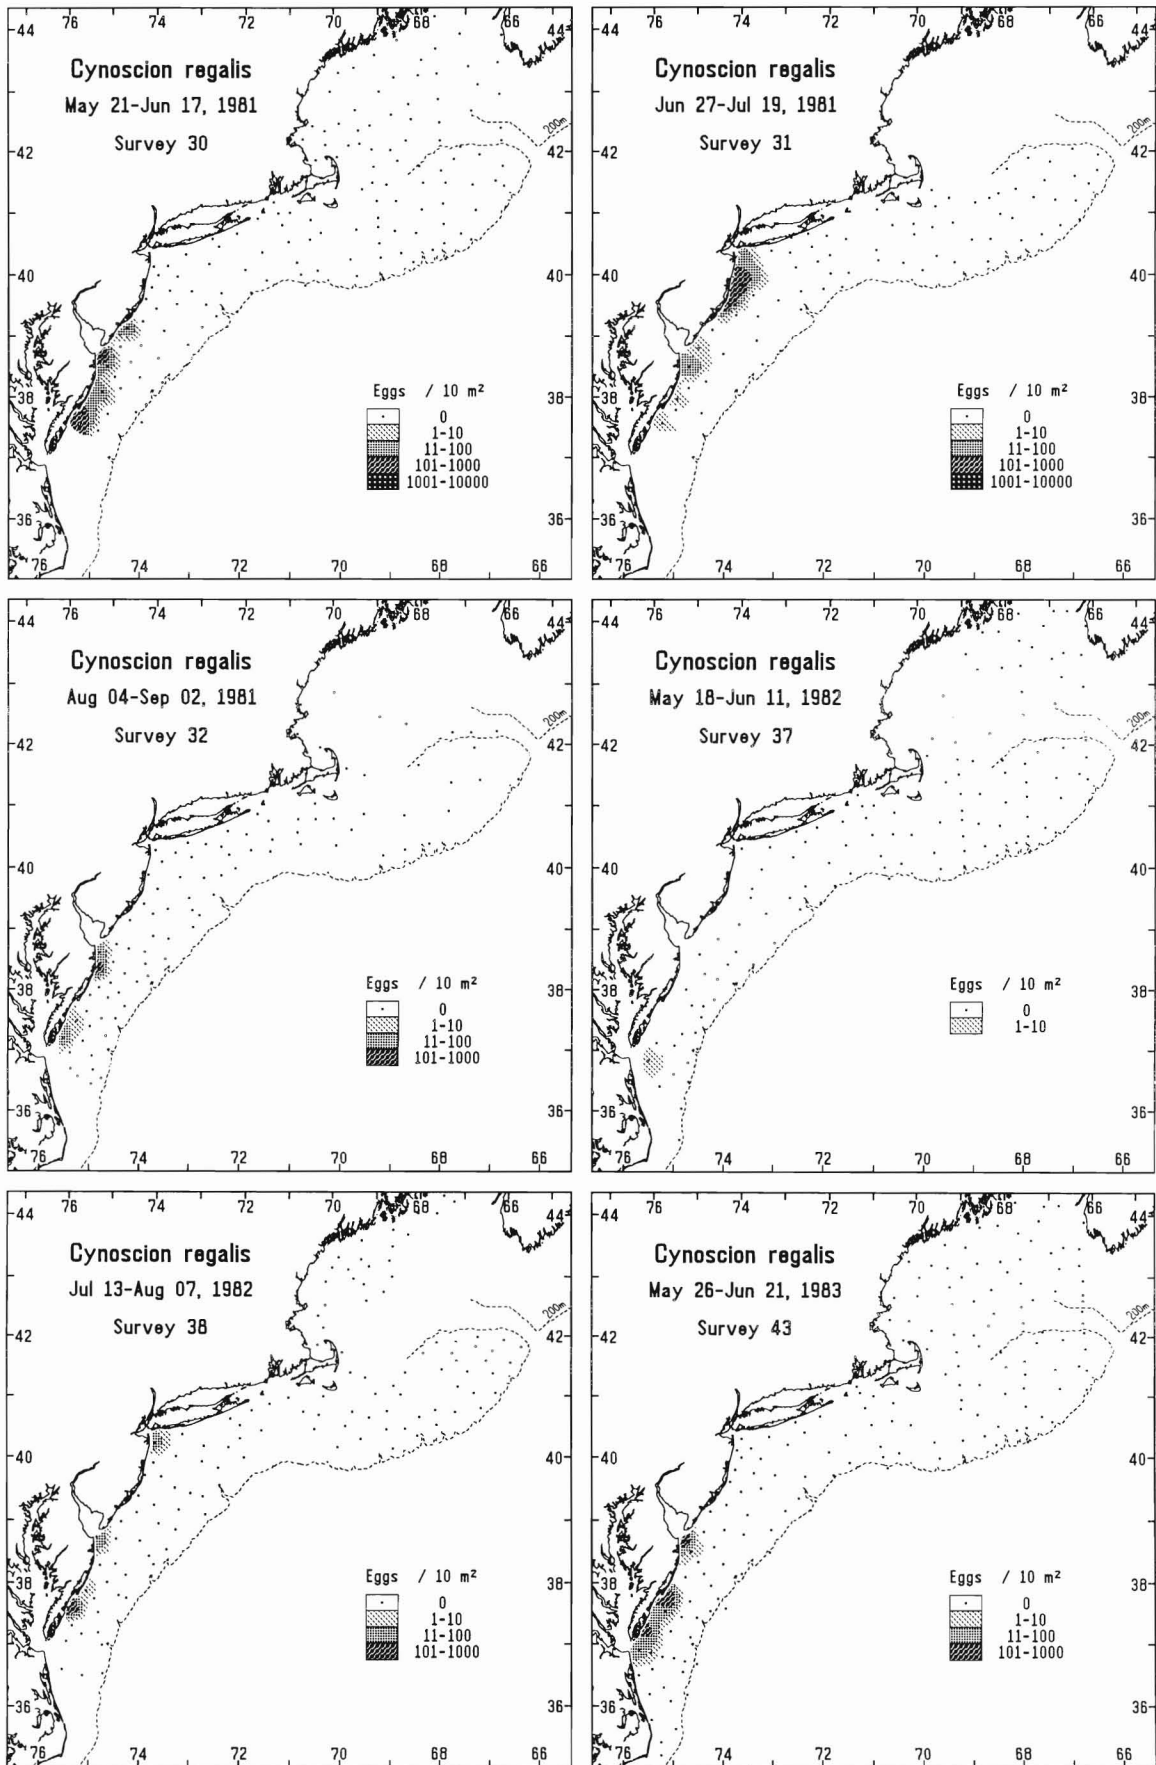 76 74 72 70 68 66
44
Cynoscion regalis
May 21-Jun 17, 1981
Survey 30
200m
42 42
40 40
Eggs / 10 m²
0
1-10
11-100
101-1000
1001-10000
38 38
36 36
76 74 72 70 68 66
76 74 72 70 68 66
44 44
Cynoscion regalis
Jun 27-Jul 19, 1981
Survey 31
200m
42 42
40 40
Eggs / 10 m²
0
1-10
11-100
101-1000
1001-10000
38 38
36 36
76 74 72 70 68 66
76 74 72 70 68 66
44 44
Cynoscion regalis
Aug 04-Sep 02, 1981
Survey 32
200m
42 42
40 40
Eggs / 10 m²
0
1-10
11-100
101-1000
38 38
36 36
76 74 72 70 68 66
76 74 72 70 68 66
44 44
Cynoscion regalis
May 18-Jun 11, 1982
Survey 37
200m
42 42
40 40
Eggs / 10 m²
0
1-10
38 38
36 36
76 74 72 70 68 66
76 74 72 70 68 66
44 44
Cynoscion regalis
Jul 13-Aug 07, 1982
Survey 38
200m
42 42
40 40
Eggs / 10 m²
0
1-10
11-100
101-1000
38 38
36 36
76 74 72 70 68 66
76 74 72 70 68 66
44 44
Cynoscion regalis
May 26-Jun 21, 1983
Survey 43
200m
42 42
40 40
Eggs / 10 m²
0
1-10
11-100
101-1000
38 38
36 36
76 74 72 70 68 66